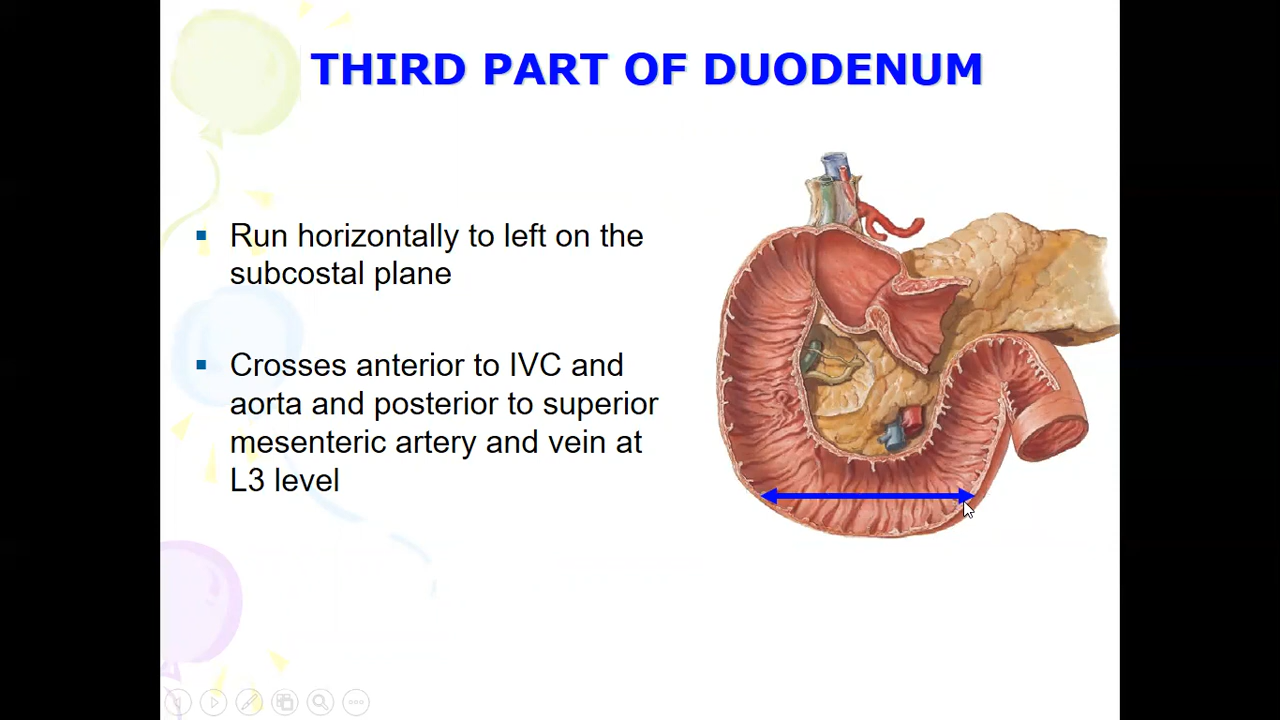 THIRD PART OF DUODENUM
Run horizontally to left on the
subcostal plane
Crosses anterior to IVC and
aorta and posterior to superior
mesenteric artery and vein at
L3 level